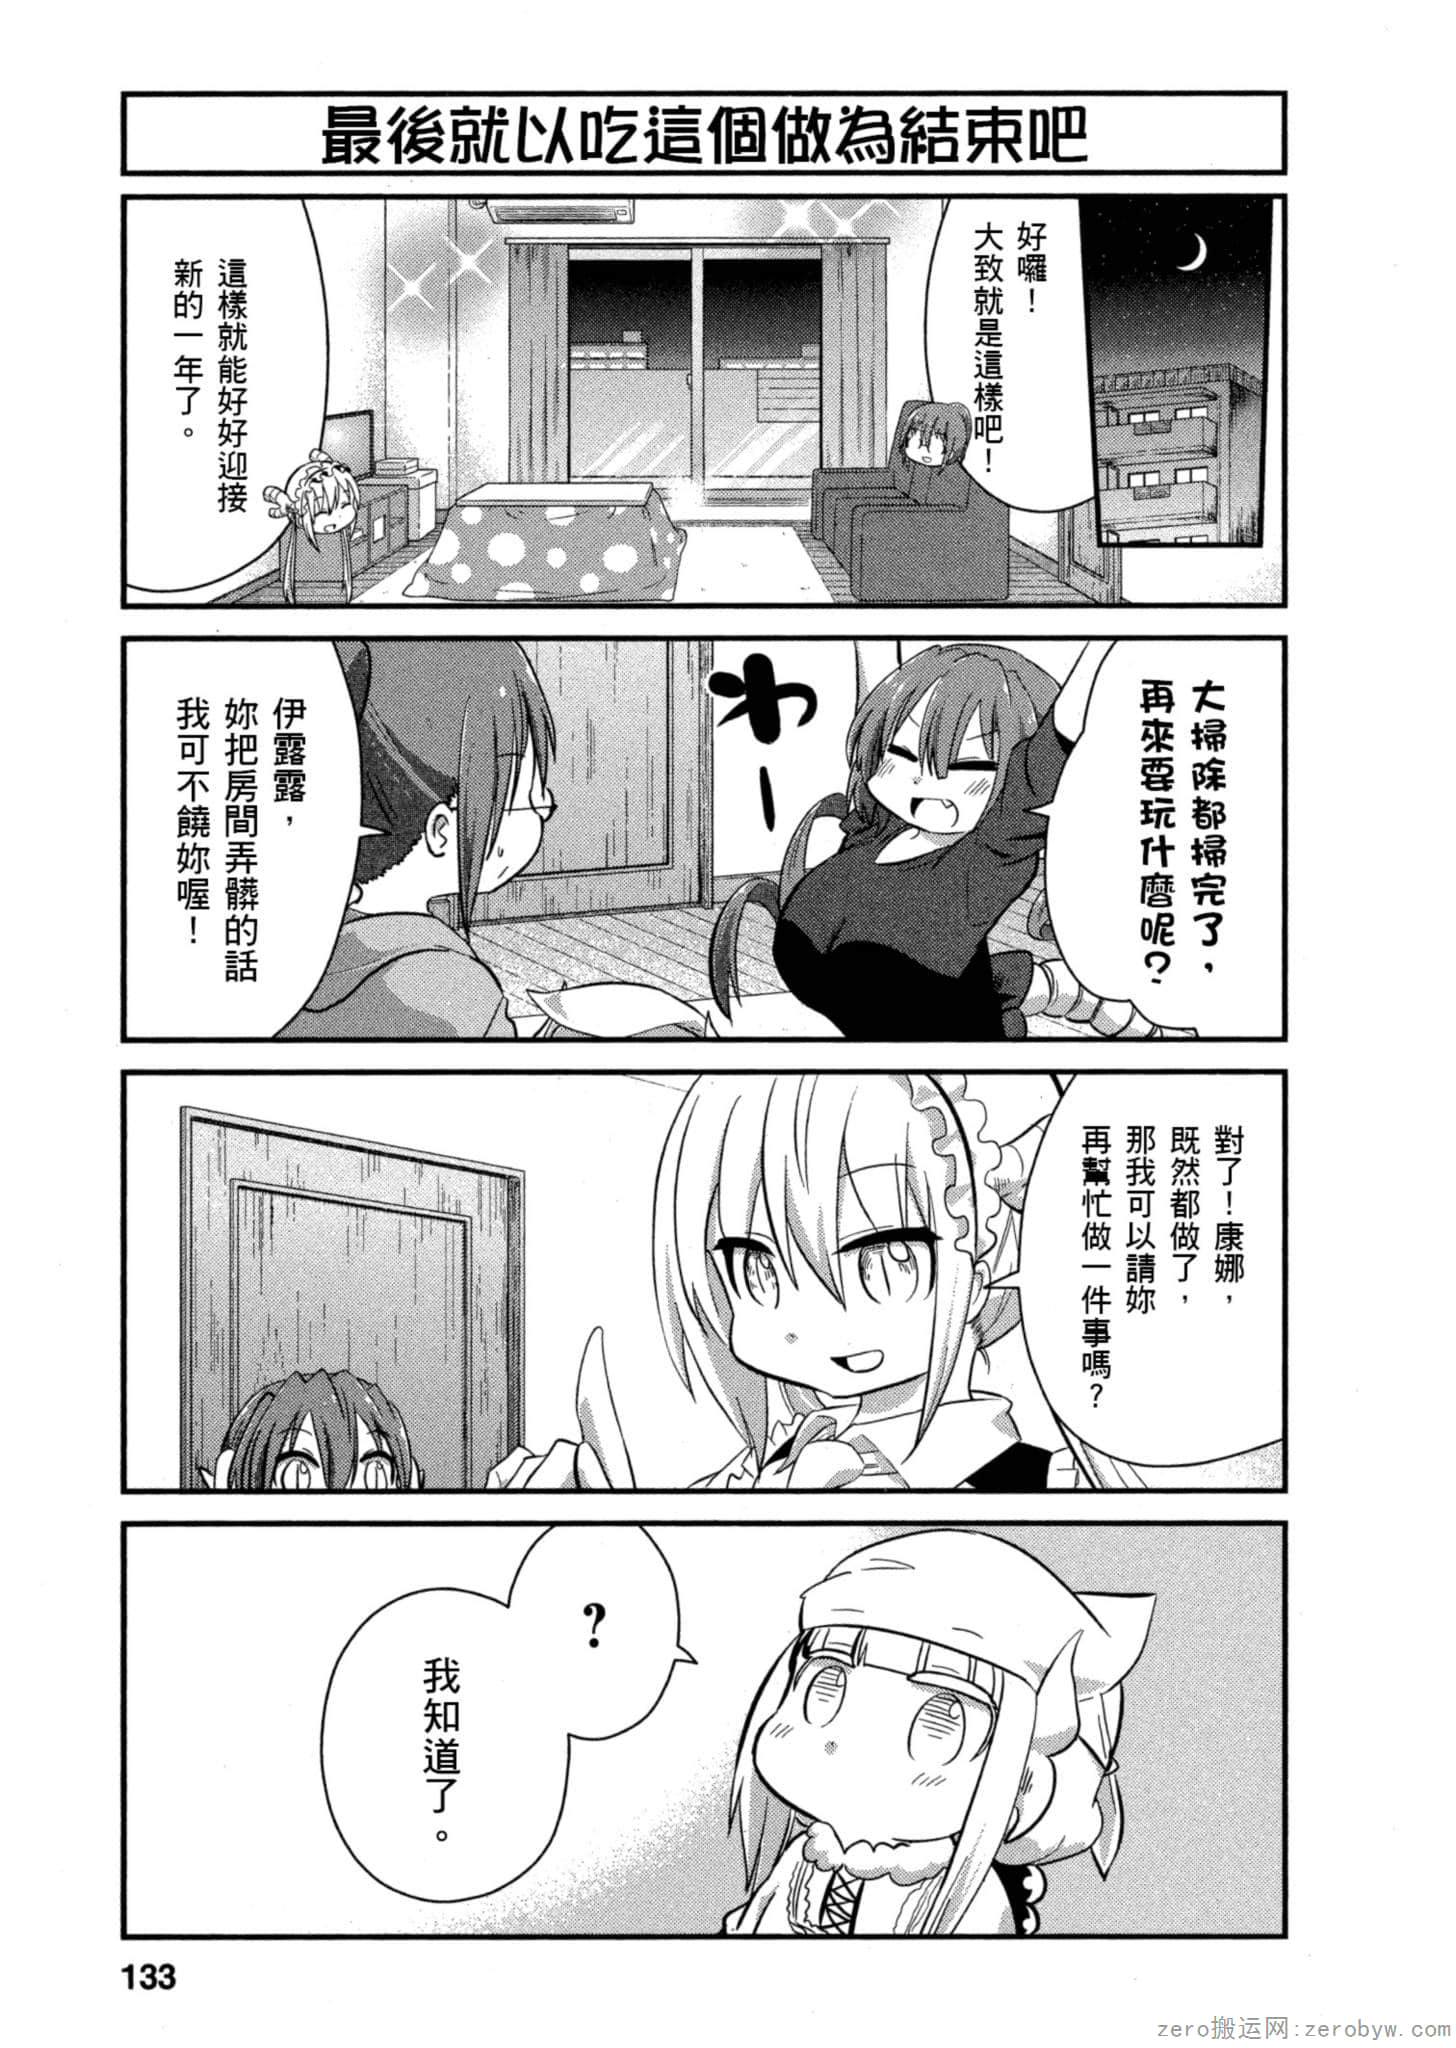 最後就以吃這個做為結束吧
好囉！
大致就是這樣吧！
這樣就能好好迎接
新的一年了。
大掃除都掃完了，
再來要玩什麼呢？
わー
伊露露，
妳把房間弄髒的話
我可不饒妳喔！
對了！康娜，
既然都做了，
那我可以請妳
再幫忙做一件事嗎？
？
我知道了。
133
zero搬运网:zerobyw.com